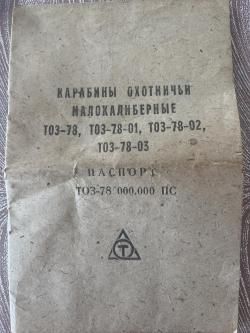 КАРАБИНЫ ОХОТНИЧЬИ
МАЛОКАЛИБЕРНЫЕ
ТОЗ-78, ТОЗ-78-01, ТОЗ-78-02,
ТОЗ-78-03
ПАСПОРТ
ТОЗ-78 000.000 ПС
Т